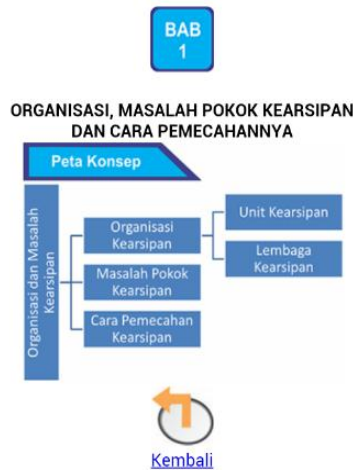 BAB
1
ORGANISASI, MASALAH POKOK KEARSIPAN
DAN CARA PEMECAHANNYA
Peta Konsep
Organisasi dan Masalah
Kearsipan
Organisasi
Kearsipan
Unit Kearsipan
Lembaga
Kearsipan
Masalah Pokok
Kearsipan
Cara Pemecahan
Kearsipan
Kembali